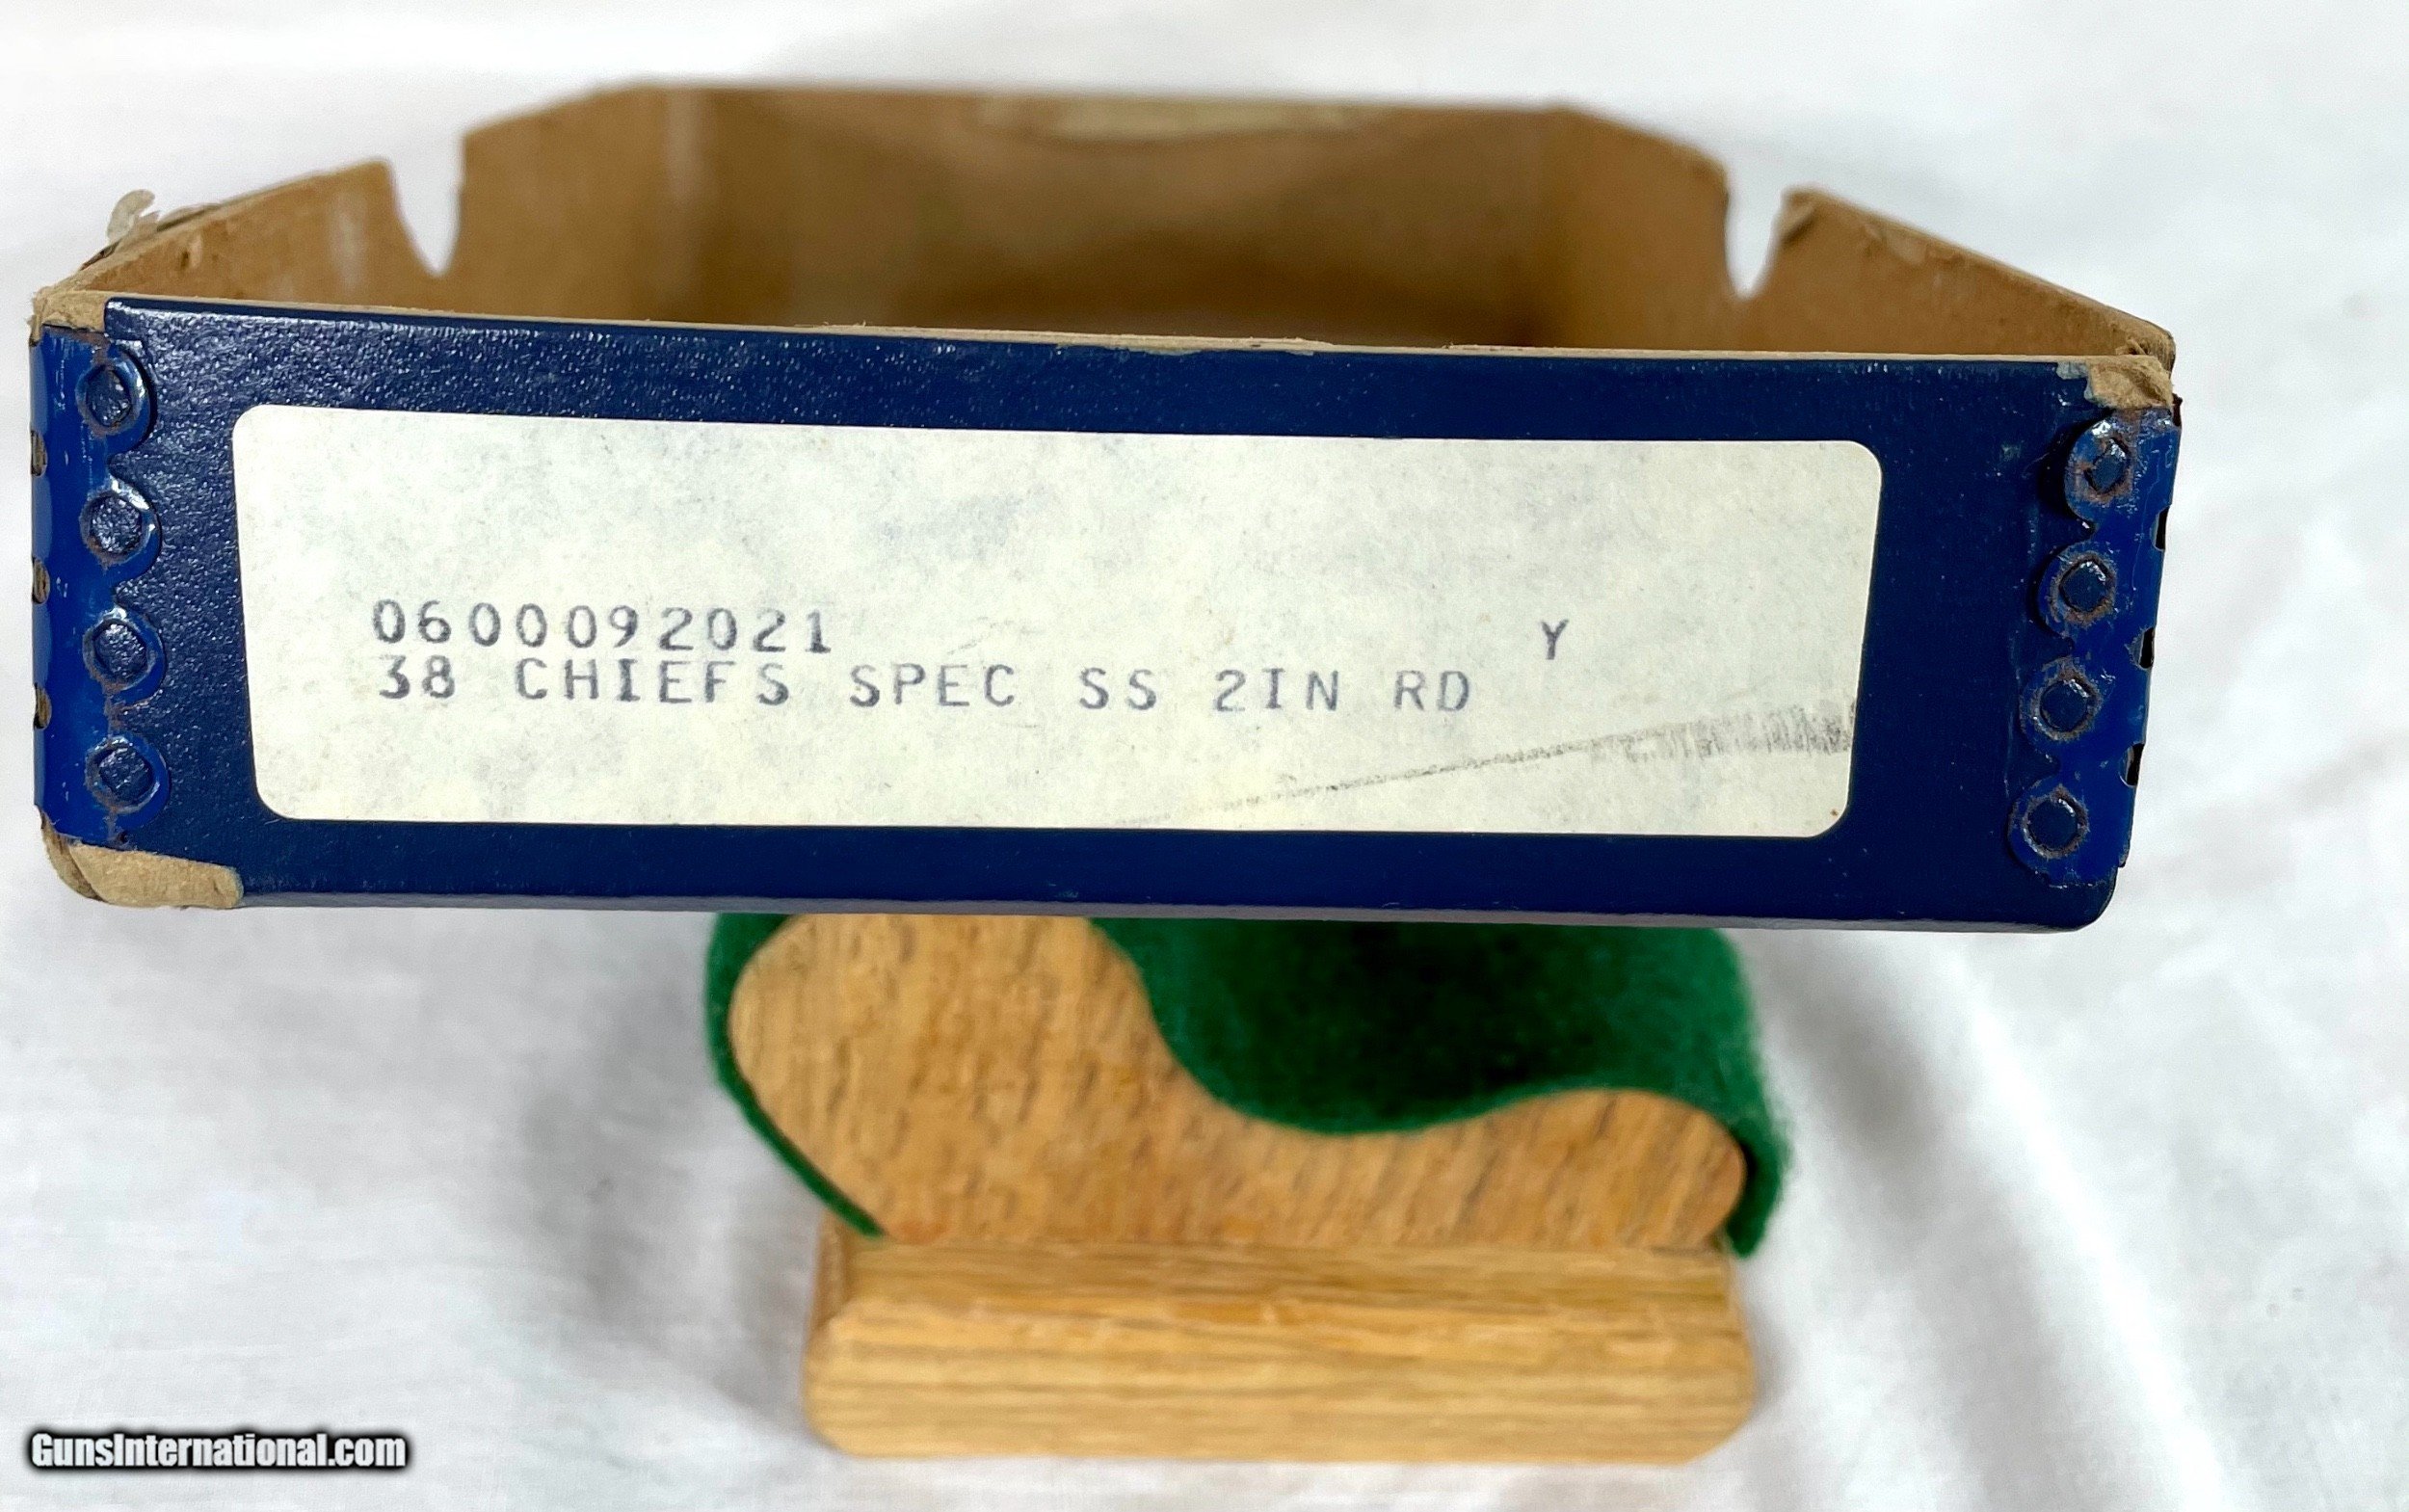 0600092021 Y
38 CHIEFS SPEC SS 2IN RD
GunsInternational.com